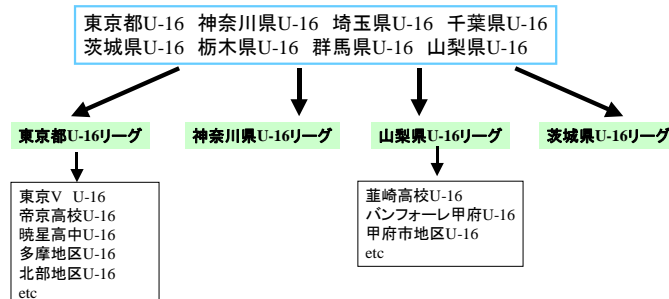 東京都U-16 神奈川県U-16 埼玉県U-16 千葉県U-16
茨城県U-16 栃木県U-16 群馬県U-16 山梨県U-16
東京都U-16リーグ 神奈川県U-16リーグ 山梨県U-16リーグ 茨城県U-16リーグ
東京V U-16
帝京高校U-16
暁星高中U-16
多摩地区U-16
北部地区U-16
etc
韮崎高校U-16
バンフォーレ甲府U-16
甲府市地区U-16
etc